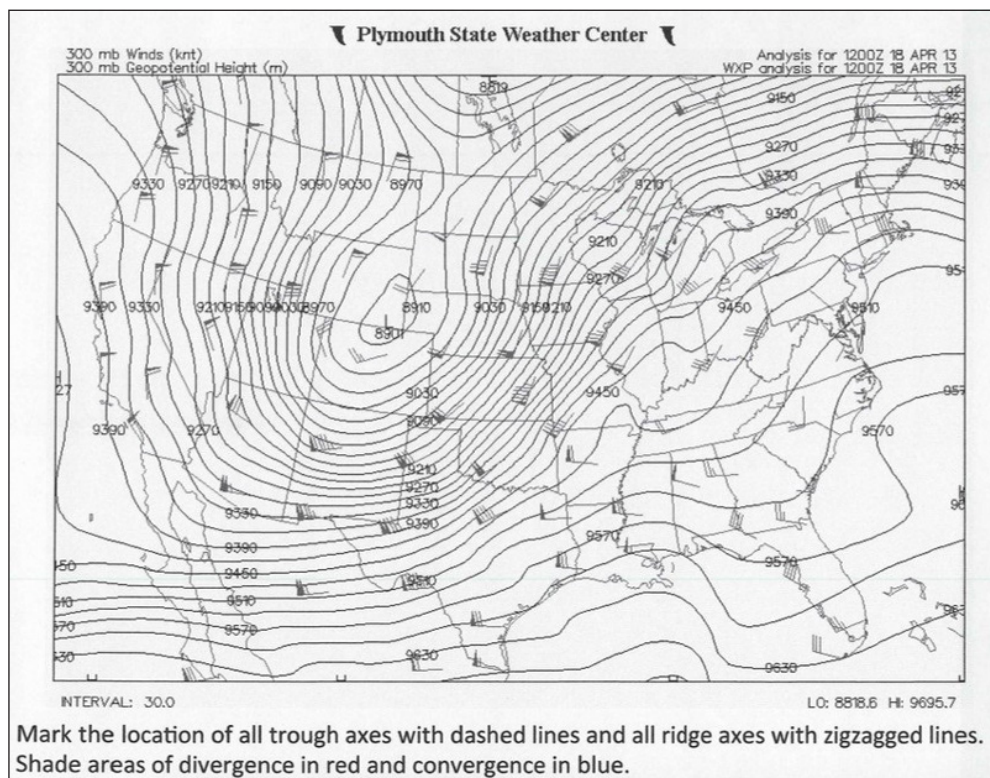 Plymouth State Weather Center
300 mb Winds (knt)
Analysis for 1200Z 18 APR 13
300 mb Geopotential Height (m)
WXP analysis for 1200Z 18 APR 13
8819
9150
9270
9330
9330 9270 9210 9150 9090 9030 8970
9210
9390
9210
9270
9390 9330 9210 9150 8970 8910 9030 9150 9210 9450 9510
8901
27
9030
9450
9390 9270
9090
9570
9210
9270
9330
9330
9390
9390
9570
9450
9570
9510
9510
9570
9630
9630
INTERVAL: 30.0
LO: 8818.6 HI: 9695.7
Mark the location of all trough axes with dashed lines and all ridge axes with zigzagged lines.
Shade areas of divergence in red and convergence in blue.